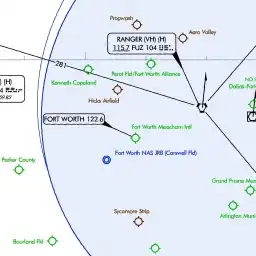 Propwash
RANGER (VH) (H)
115.7 FUZ 104
Aero Valley
28
Perot Fld/Fort Worth Alliance
Kenneth Copeland
(H)
Hicks Airfield
NO
Dallas-Fort
FORT WORTH 122.6
Fort Worth Meacham Intl
Fort Worth NAS JRB (Carswell Fld)
Parker County
Grand Prairie Mun
Arlington Muni
Sycamore Strip
Bourland Fld